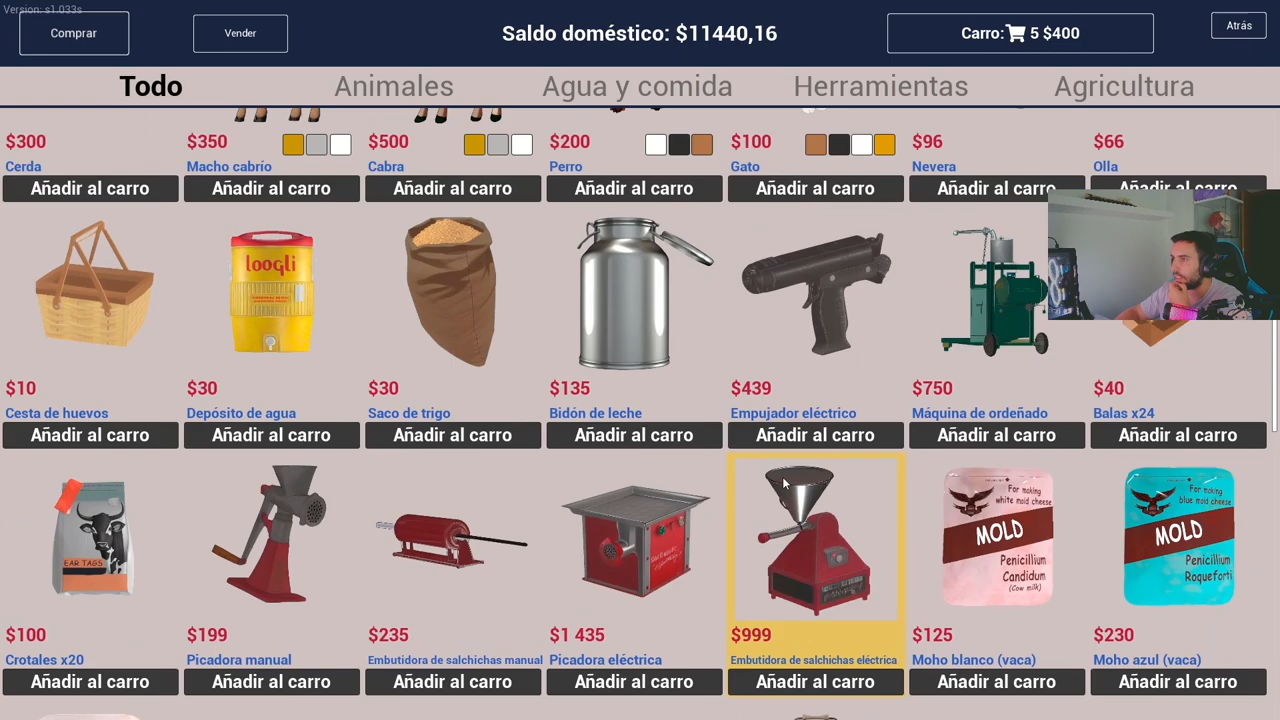 Version: s1.033s
Comprar
Vender
Saldo doméstico: $11440,16
Carro: 5 $400
Atrás
Todo
Animales
Agua y comida
Herramientas
Agricultura
$300
$350
$500
$200
$100
$96
$66
Cerda
Macho cabrío
Cabra
Perro
Gato
Nevera
Olla
Añadir al carro
Añadir al carro
Añadir al carro
Añadir al carro
Añadir al carro
Añadir al carro
Añadir al carro
loogli
$10
$30
$30
$135
$439
$750
$40
Cesta de huevos
Depósito de agua
Saco de trigo
Bidón de leche
Empujador eléctrico
Máquina de ordeñado
Balas x24
Añadir al carro
Añadir al carro
Añadir al carro
Añadir al carro
Añadir al carro
Añadir al carro
Añadir al carro
EAR TAGS
For making
white mold cheese
MOLD
Penicillium
Candidum
(Cow milk)
For making
blue mold cheese
MOLD
Penicillium
Roqueforti
$100
$199
$235
$1 435
$999
$125
$230
Crotales x20
Picadora manual
Embutidora de salchichas manual
Picadora eléctrica
Embutidora de salchichas eléctrica
Moho blanco (vaca)
Moho azul (vaca)
Añadir al carro
Añadir al carro
Añadir al carro
Añadir al carro
Añadir al carro
Añadir al carro
Añadir al carro